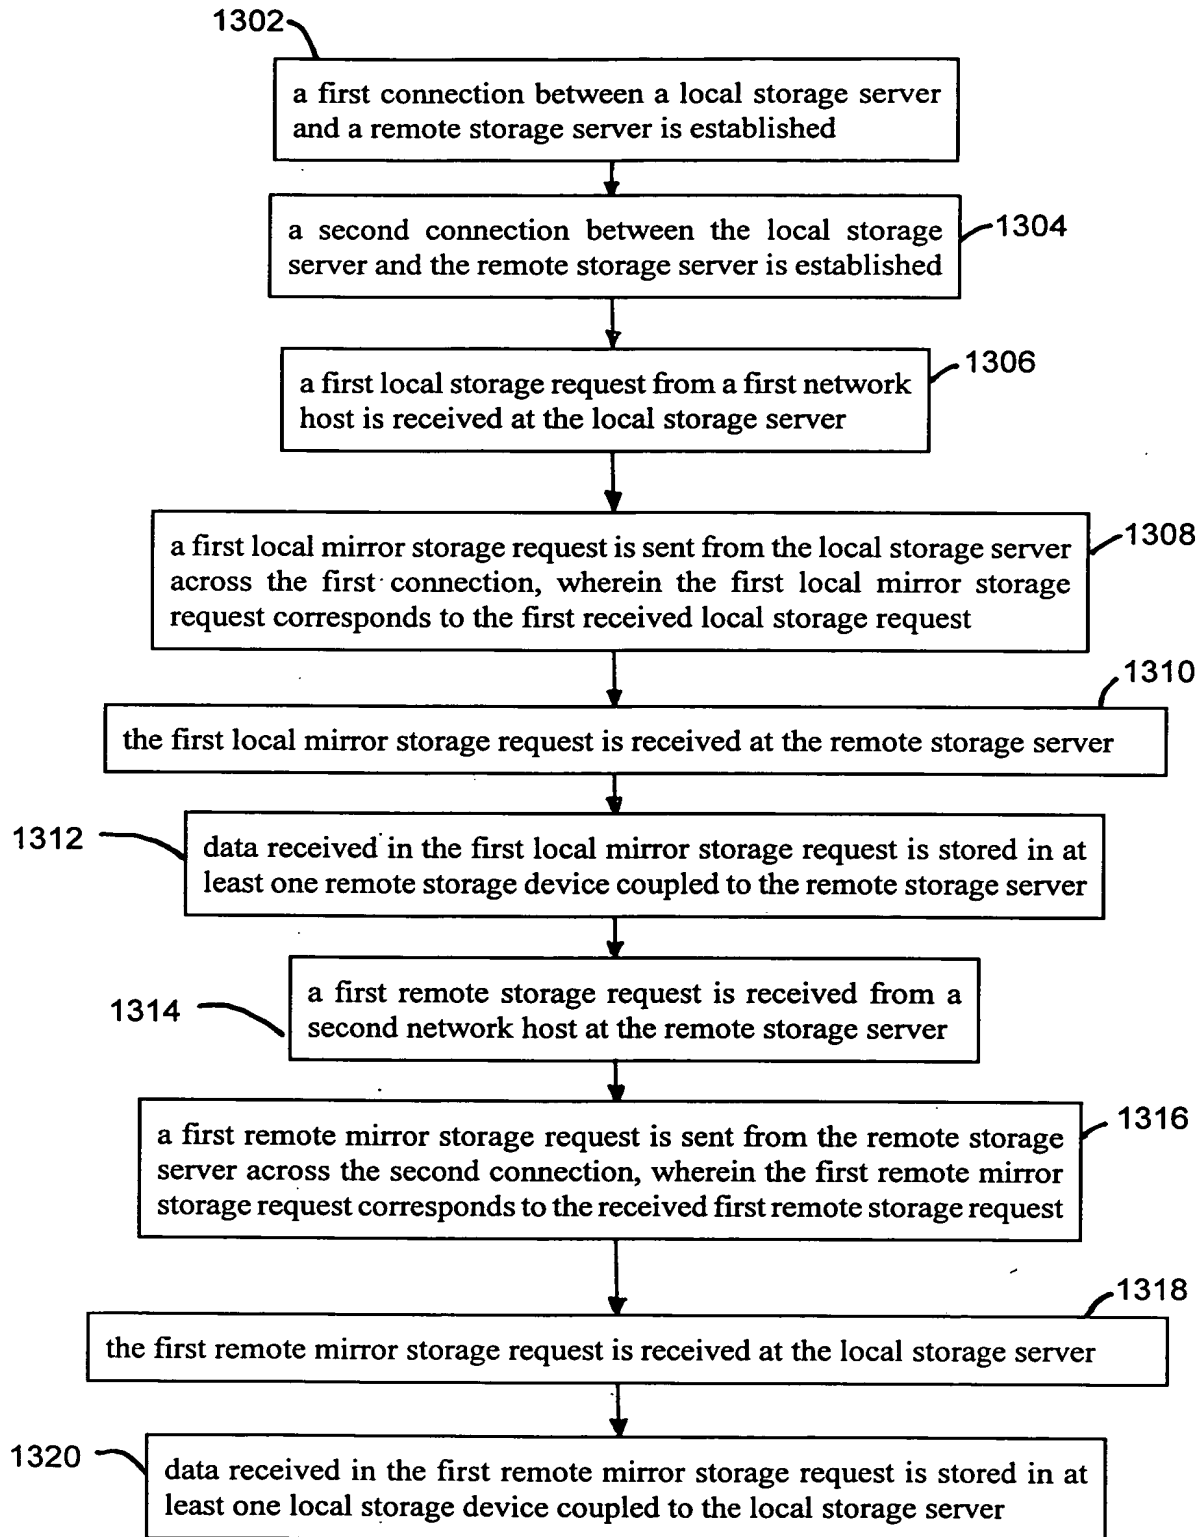 1302
a first connection between a local storage server
and a remote storage server is established
1304
a second connection between the local storage
server and the remote storage server is established
1306
a first local storage request from a first network
host is received at the local storage server
1308
a first local mirror storage request is sent from the local storage server
across the first connection, wherein the first local mirror storage
request corresponds to the first received local storage request
1310
the first local mirror storage request is received at the remote storage server
1312
data received in the first local mirror storage request is stored in at
least one remote storage device coupled to the remote storage server
1314
a first remote storage request is received from a
second network host at the remote storage server
1316
a first remote mirror storage request is sent from the remote storage
server across the second connection, wherein the first remote mirror
storage request corresponds to the received first remote storage request
1318
the first remote mirror storage request is received at the local storage server
1320
data received in the first remote mirror storage request is stored in at
least one local storage device coupled to the local storage server